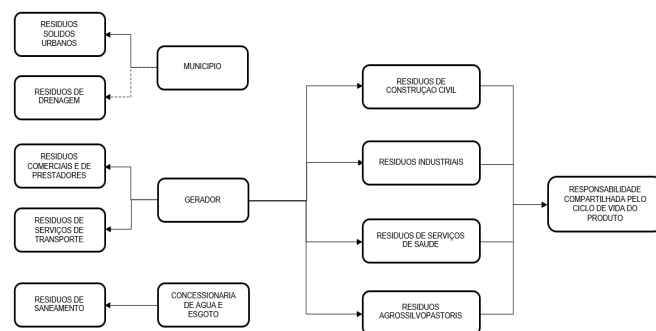 RESIDUOS
SOLIDOS
URBANOS
MUNICIPIO
RESIDUOS DE
DRENAGEM
RESIDUOS DE
CONSTRUÇAO CIVIL
RESIDUOS
COMERCIAIS E DE
PRESTADORES
RESIDUOS INDUSTRIAIS
GERADOR
RESPONSABILIDADE
COMPARTILHADA PELO
CICLO DE VIDA DO
PRODUTO
RESIDUOS DE
SERVIÇOS DE
TRANSPORTE
RESIDUOS DE SERVIÇOS
DE SAUDE
RESIDUOS DE
SANEAMENTO
CONCESSIONARIA
DE AGUA E
ESGOTO
RESIDUOS
AGROSSILVOPASTORIS